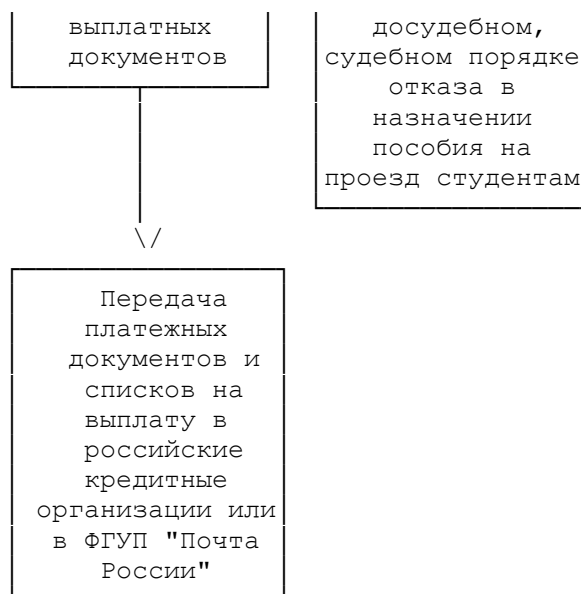 выплатных
документов
досудебном,
судебном порядке
отказа в
назначении
пособия на
проезд студентам
\/
Передача
платежных
документов и
списков на
выплату в
российские
кредитные
организации или
в ФГУП "Почта
России"